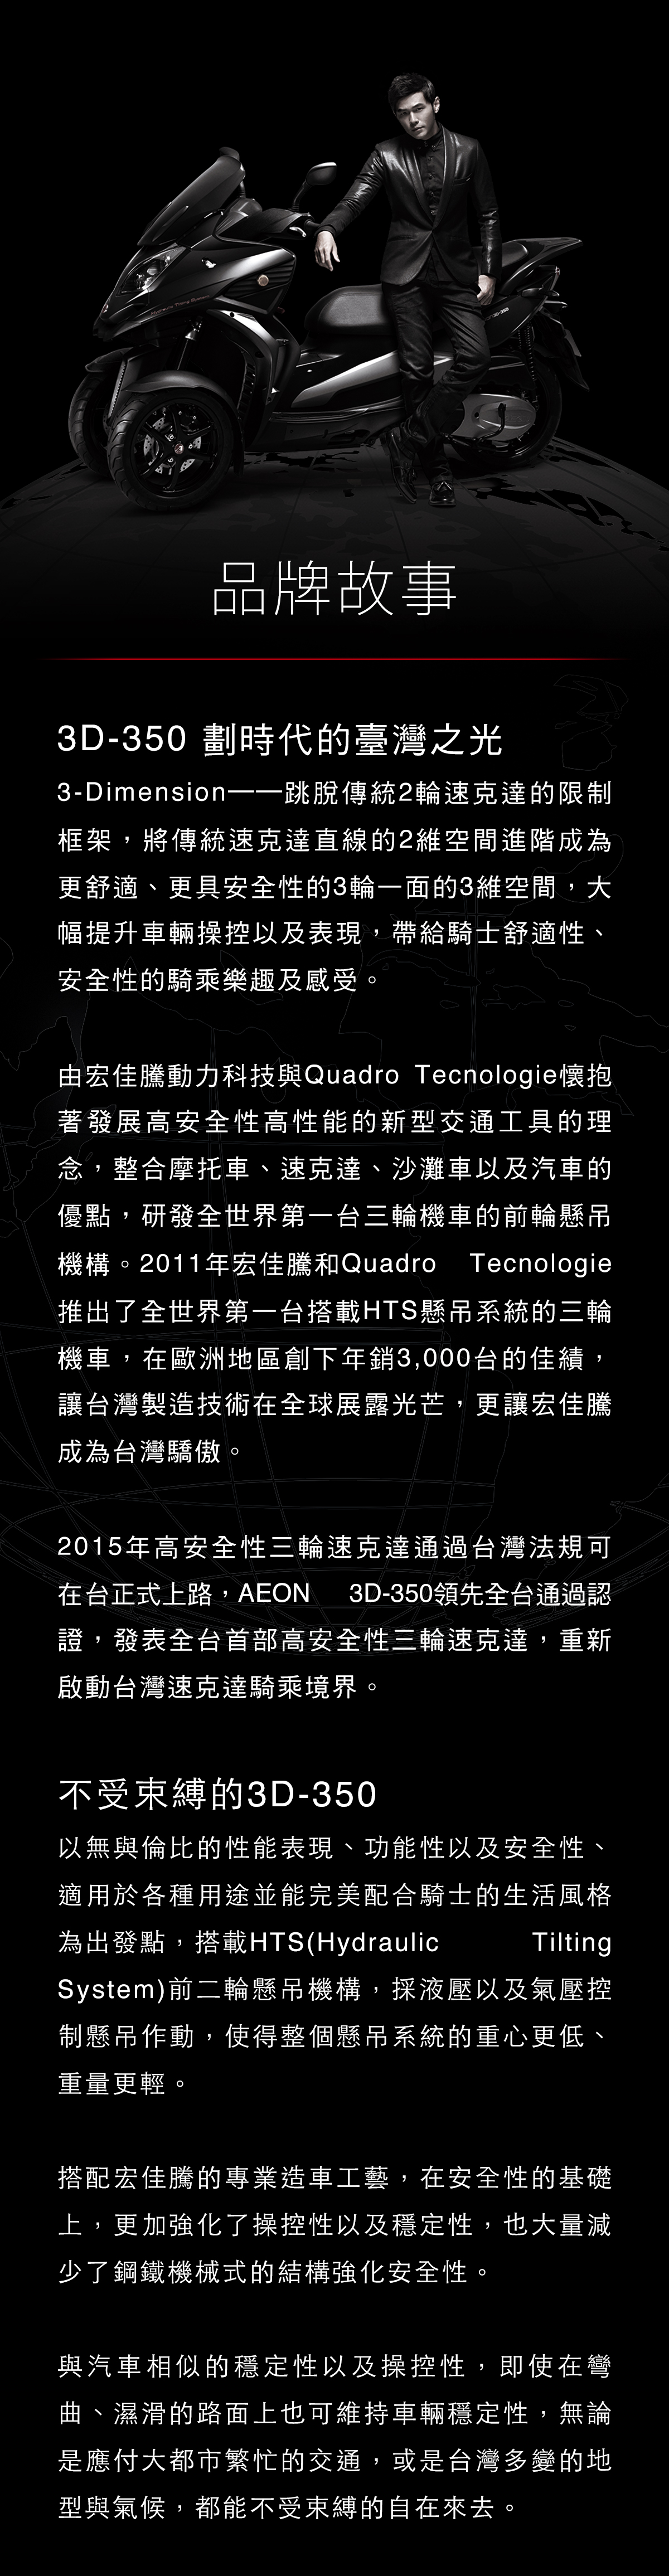 品牌故事
3D-350 劃時代的臺灣之光
3-Dimension——跳脫傳統2輪速克達的限制
框架，將傳統速克達直線的2維空間進階成為
更舒適、更具安全性的3輪一面的3維空間，大
幅提升車輛操控以及表現，帶給騎士舒適性、
安全性的騎乘樂趣及感受。
由宏佳騰動力科技與Quadro Tecnologie懷抱
著發展高安全性高性能的新型交通工具的理
念，整合摩托車、速克達、沙灘車以及汽車的
優點，研發全世界第一台三輪機車的前輪懸吊
機構。2011年宏佳騰和Quadro Tecnologie
推出了全世界第一台搭載HTS懸吊系統的三輪
機車，在歐洲地區創下年銷3,000台的佳績，
讓台灣製造技術在全球展露光芒，更讓宏佳騰
成為台灣驕傲。
2015年高安全性三輪速克達通過台灣法規可
在台正式上路，AEON 3D-350領先全台通過認
證，發表全台首部高安全性三輪速克達，重新
啟動台灣速克達騎乘境界。
不受束縛的3D-350
以無與倫比的性能表現、功能性以及安全性、
適用於各種用途並能完美配合騎士的生活風格
為出發點，搭載HTS(Hydraulic Tilting
System)前二輪懸吊機構，採液壓以及氣壓控
制懸吊作動，使得整個懸吊系統的重心更低、
重量更輕。
搭配宏佳騰的專業造車工藝，在安全性的基礎
上，更加強化了操控性以及穩定性，也大量減
少了鋼鐵機械式的結構強化安全性。
與汽車相似的穩定性以及操控性，即使在彎
曲、濕滑的路面上也可維持車輛穩定性，無論
是應付大都市繁忙的交通，或是台灣多變的地
型與氣候，都能不受束縛的自在來去。